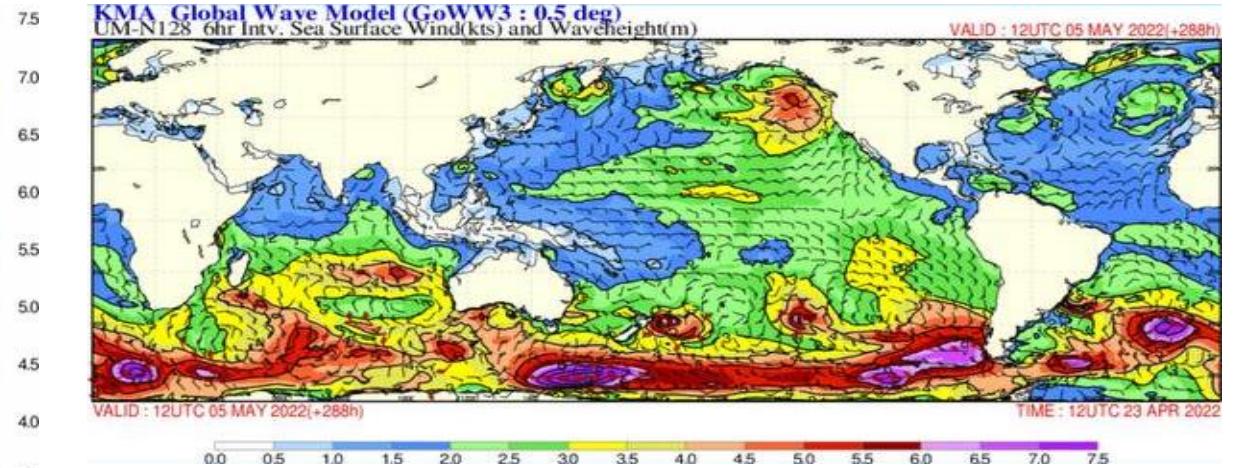 7.5
KMA Global Wave Model (GoWW3 : 0.5 deg)
UM-N128 6hr Intv. Sea Surface Wind(kts) and Waveheight(m)
VALID : 12UTC 05 MAY 2022(+288h)
7.0
6.5
6.0
5.5
5.0
4.5
4.0
VALID : 12UTC 05 MAY 2022(+288h)
TIME : 12UTC 23 APR 2022
0.0 0.5 1.0 1.5 2.0 2.5 3.0 3.5 4.0 4.5 5.0 5.5 6.0 6.5 7.0 7.5